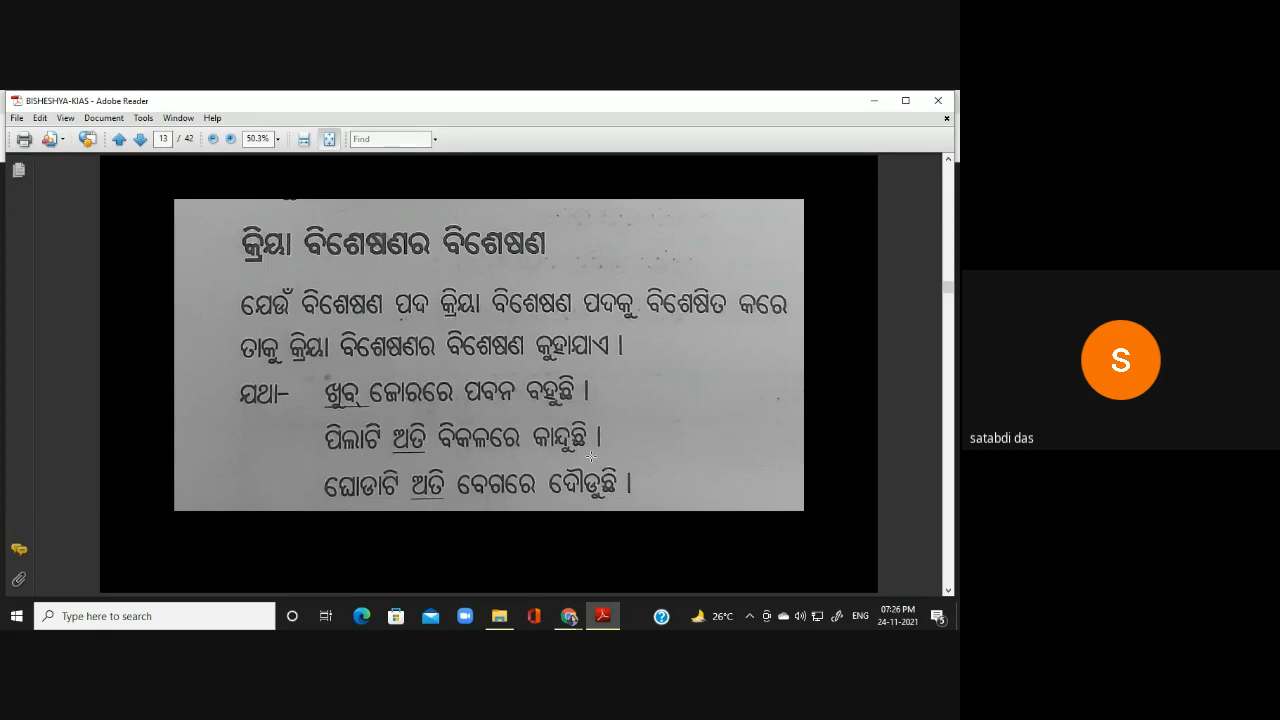 BISHESHYA-KIAS - Adobe Reader
File Edit View Document Tools Window Help
13 / 42 50.3% Find
କ୍ରିୟା ବିଶେଷଣର ବିଶେଷଣ
ଯେଉଁ ବିଶେଷଣ ପଦ କ୍ରିୟା ବିଶେଷଣ ପଦକୁ ବିଶେଷିତ କରେ
ତାକୁ କ୍ରିୟା ବିଶେଷଣର ବିଶେଷଣ କୁହାଯାଏ |
ଯଥା- ଖୁବ୍ ଜୋରରେ ପବନ ବହୁଛି |
ପିଲାଟି ଅତି ବିକଳରେ କାନ୍ଦୁଛି |
ଘୋଡାଟି ଅତି ବେଗରେ ଦୌଡୁଛି |
S
satabdi das
Type here to search
26°C ENG
07:26 PM
24-11-2021
5